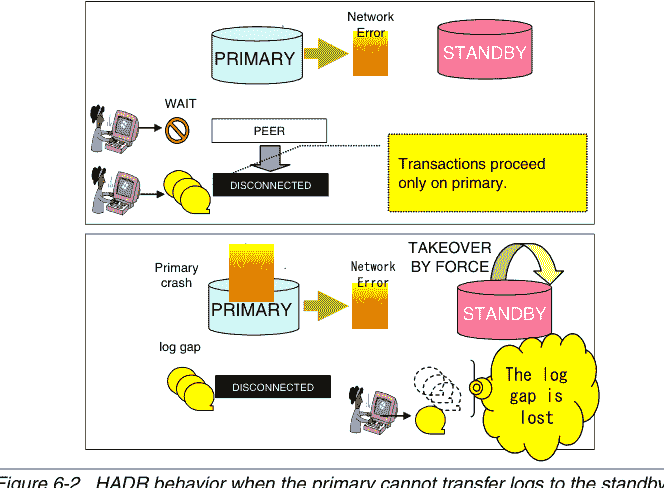 Network
Error
PRIMARY
STANDBY
WAIT
PEER
DISCONNECTED
Transactions proceed
only on primary.
TAKEOVER
BY FORCE
Primary
crash
Network
Error
PRIMARY
STANDBY
log gap
DISCONNECTED
The log
gap is
lost
Figure 6-2 HADR behavior when the primary cannot transfer logs to the standby